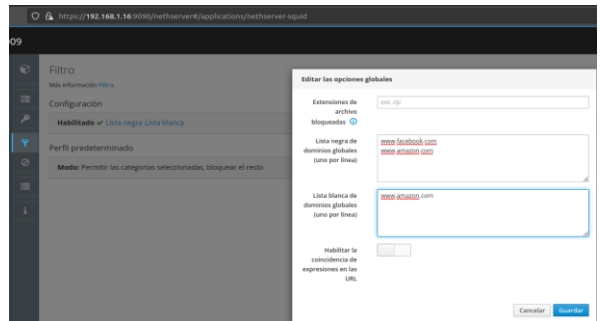 https://192.168.1.16:9090/nethserver#/applications/nethserver-squid
09
Filtro
Más información Filtro.
Configuración
Habilitado ✔ Lista negra Lista blanca
Perfil predeterminado
Modo: Permitir las categorías seleccionadas, bloquear el resto
Editar las opciones globales
Extensiones de
archivo
bloqueadas
exe, zip
Lista negra de
dominios globales
(uno por línea)
www.facebook.com
www.amazon.com
Lista blanca de
dominios globales
(uno por línea)
www.amazon.com
Habilitar la
coincidencia de
expresiones en las
URL
Cancelar
Guardar